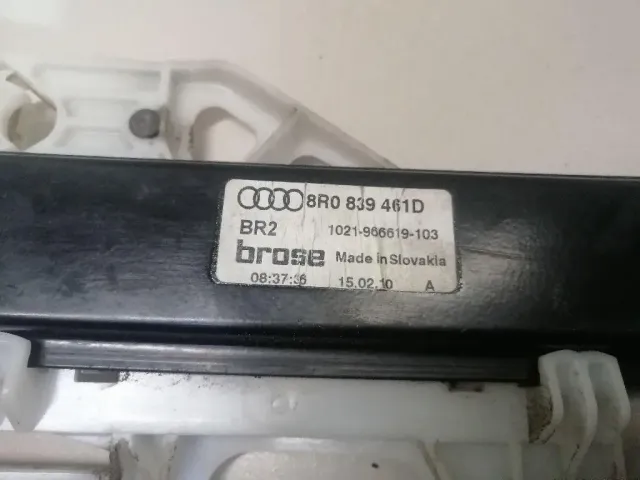 8R0 839 461D
BR2 1021-966619-103
brose Made in Slovakia
08:37:36 15.02.10 A